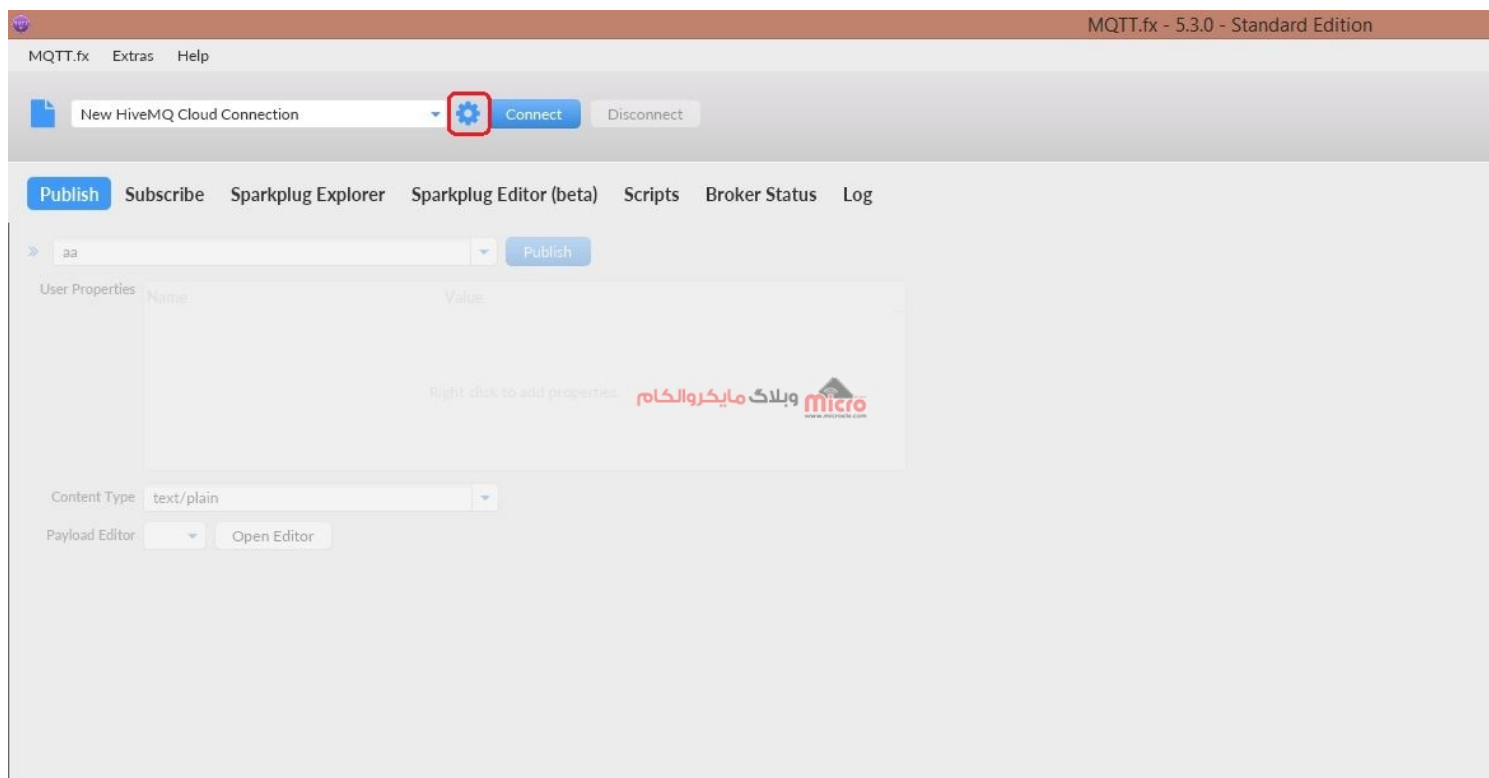 MQTT.fx - 5.3.0 - Standard Edition
MQTT.fx Extras Help
New HiveMQ Cloud Connection Connect Disconnect
Publish Subscribe Sparkplug Explorer Sparkplug Editor (beta) Scripts Broker Status Log
aa Publish
User Properties Name Value
Right click to add properties
وبلاگ مایکروالکام Micro
Content Type text/plain
Payload Editor Open Editor